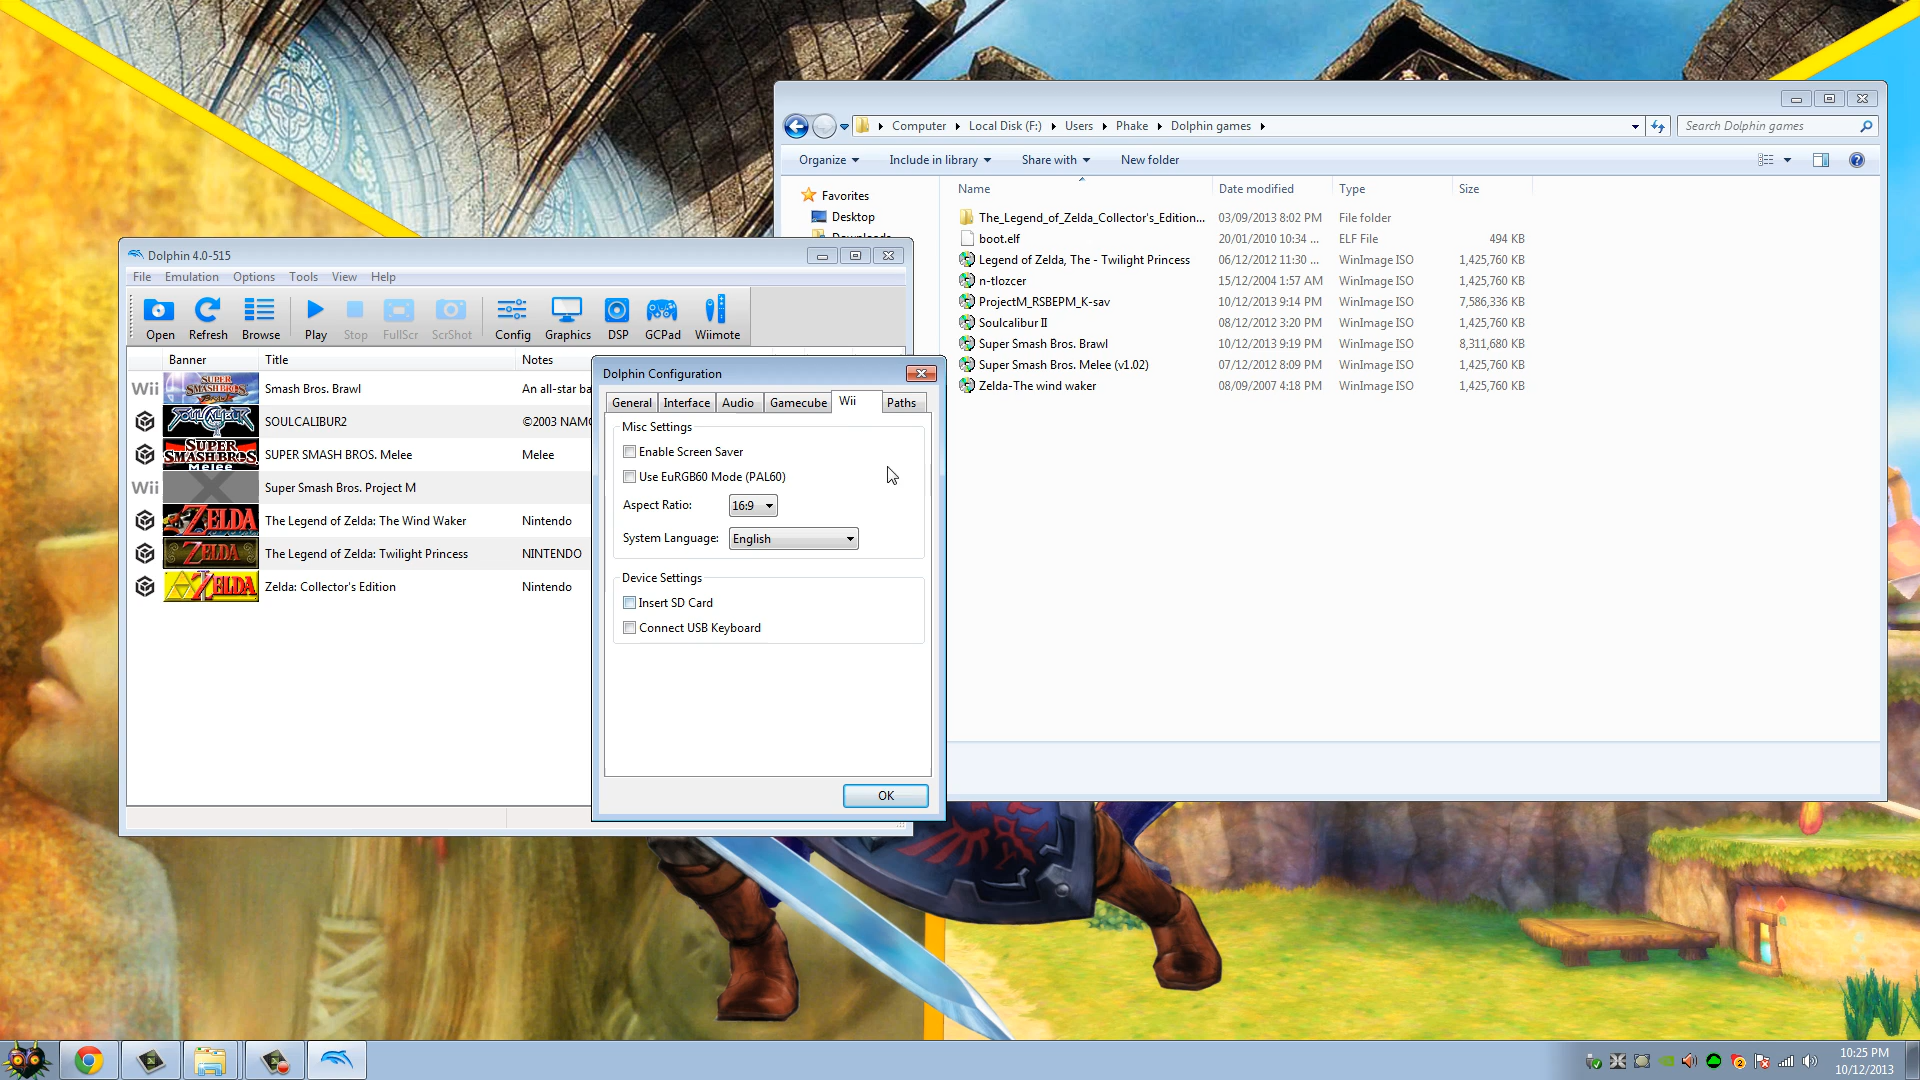 Computer Local Disk (F:) Users Phake Dolphin games
Search Dolphin games
Organize Include in library Share with New folder
Favorites
Desktop
Name Date modified Type Size
The_Legend_of_Zelda_Collector's_Edition... 03/09/2013 8:02 PM File folder
boot.elf 20/01/2010 10:34 ... ELF File 494 KB
Legend of Zelda, The - Twilight Princess 06/12/2012 11:30 ... WinImage ISO 1,425,760 KB
n-tlozcer 15/12/2004 1:57 AM WinImage ISO 1,425,760 KB
ProjectM_RSBEPM_K-sav 10/12/2013 9:14 PM WinImage ISO 7,586,336 KB
Soulcalibur II 08/12/2012 3:20 PM WinImage ISO 1,425,760 KB
Super Smash Bros. Brawl 10/12/2013 9:19 PM WinImage ISO 8,311,680 KB
Super Smash Bros. Melee (v1.02) 07/12/2012 8:09 PM WinImage ISO 1,425,760 KB
Zelda-The wind waker 08/09/2007 4:18 PM WinImage ISO 1,425,760 KB
Dolphin 4.0-515
File Emulation Options Tools View Help
Open Refresh Browse Play Stop FullScr ScrShot Config Graphics DSP GCPad Wiimote
Banner Title Notes
Wii SUPER SMASH BROS. BRAWL Smash Bros. Brawl An all-star ba
SOULCALIBUR SOULCALIBUR2 ©2003 NAMC
SUPER SMASH BROS. Melee SUPER SMASH BROS. Melee Melee
Wii Super Smash Bros. Project M
ZELDA The Legend of Zelda: The Wind Waker Nintendo
ZELDA The Legend of Zelda: Twilight Princess NINTENDO
ZELDA Zelda: Collector's Edition Nintendo
Dolphin Configuration
General Interface Audio Gamecube Wii Paths
Misc Settings
Enable Screen Saver
Use EuRGB60 Mode (PAL60)
Aspect Ratio: 16:9
System Language: English
Device Settings
Insert SD Card
Connect USB Keyboard
OK
10:25 PM
10/12/2013